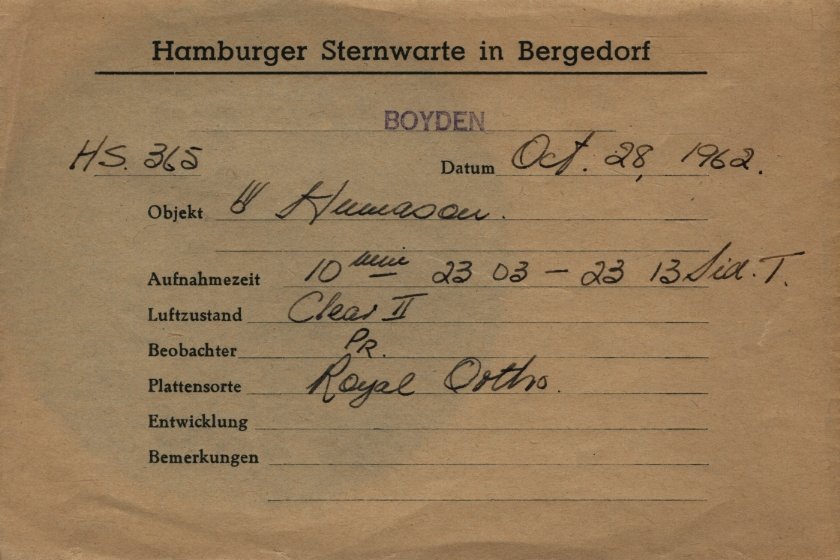 Hamburger Sternwarte in Bergedorf
BOYDEN
HS. 365 Datum Oct. 28, 1962.
Objekt Humason.
Aufnahmezeit 10 min 23 03 – 23 13 Sid. T.
Luftzustand Clear II
Beobachter PR.
Plattensorte Royal Ortho.
Entwicklung
Bemerkungen